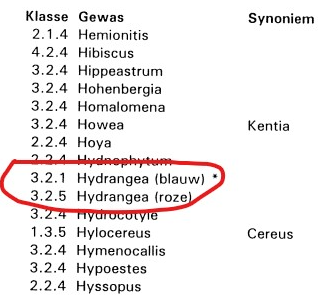 Klasse Gewas Synoniem
2.1.4 Hemionitis
4.2.4 Hibiscus
3.2.4 Hippeastrum
3.2.4 Hohenbergia
3.2.4 Homalomena
3.2.4 Howea Kentia
2.2.4 Hoya
2.2.4 Hydnophytum
3.2.1 Hydrangea (blauw) *
3.2.5 Hydrangea (roze)
3.2.4 Hydrocotyle
1.3.5 Hylocereus Cereus
3.2.4 Hymenocallis
3.2.4 Hypoestes
2.2.4 Hyssopus